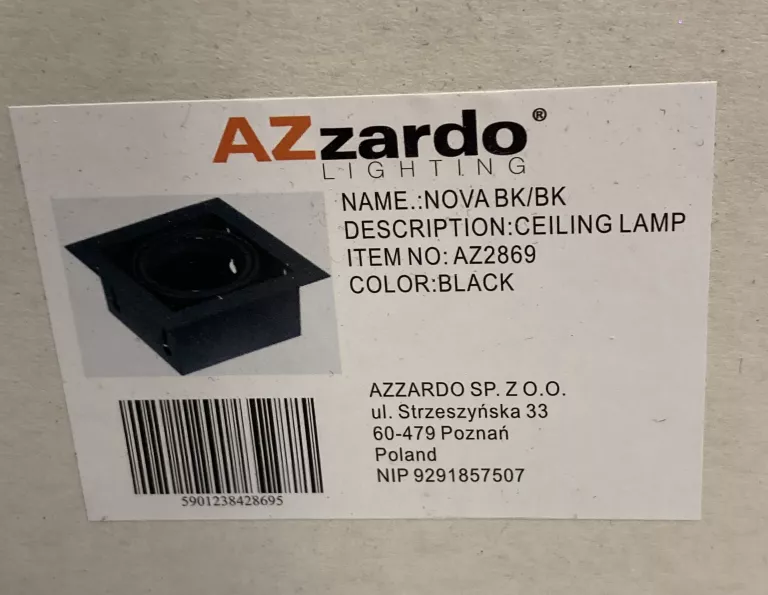 AZzardo®
LIGHTING
NAME.:NOVA BK/BK
DESCRIPTION:CEILING LAMP
ITEM NO: AZ2869
COLOR:BLACK
AZZARDO SP. Z O.O.
ul. Strzeszyńska 33
60-479 Poznań
Poland
NIP 9291857507
5901238428695